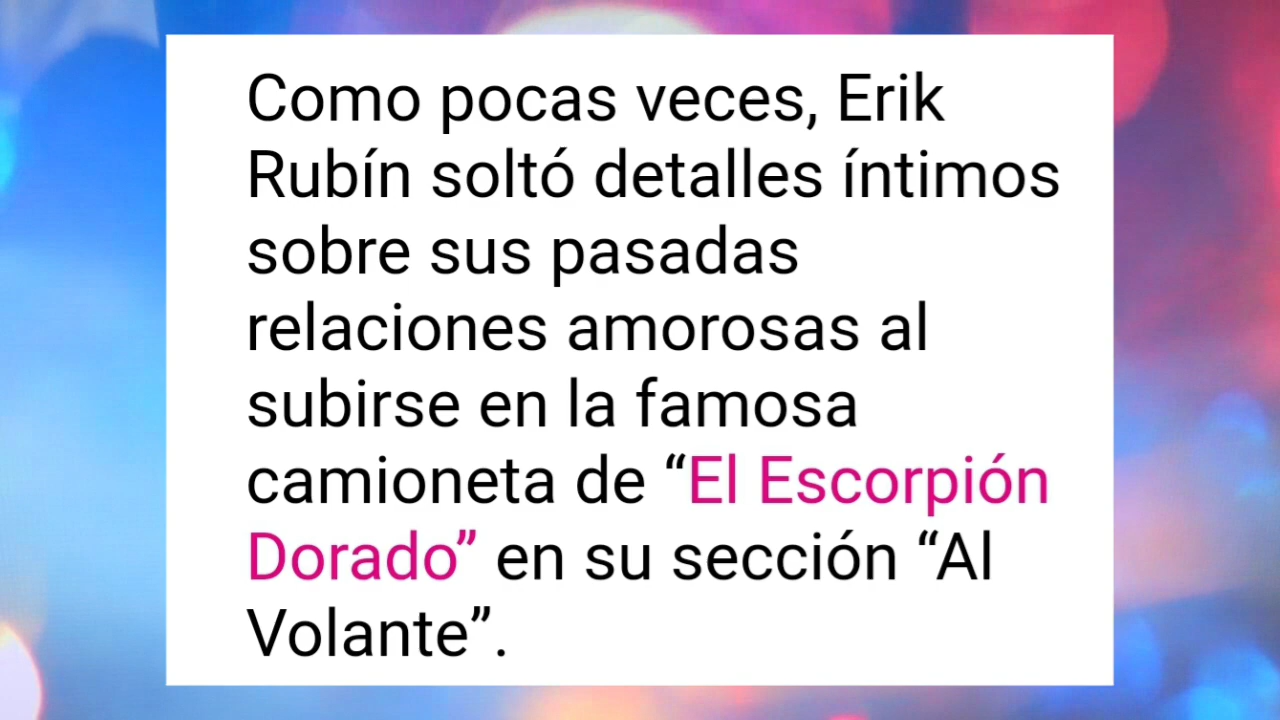 Como pocas veces, Erik
Rubín soltó detalles íntimos
sobre sus pasadas
relaciones amorosas al
subirse en la famosa
camioneta de “El Escorpión
Dorado” en su sección “Al
Volante”.